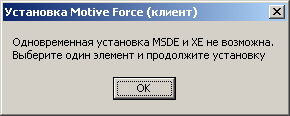 Установка Motive Force (клиент)
Одновременная установка MSDE и XE не возможна.
Выберите один элемент и продолжите установку
OK